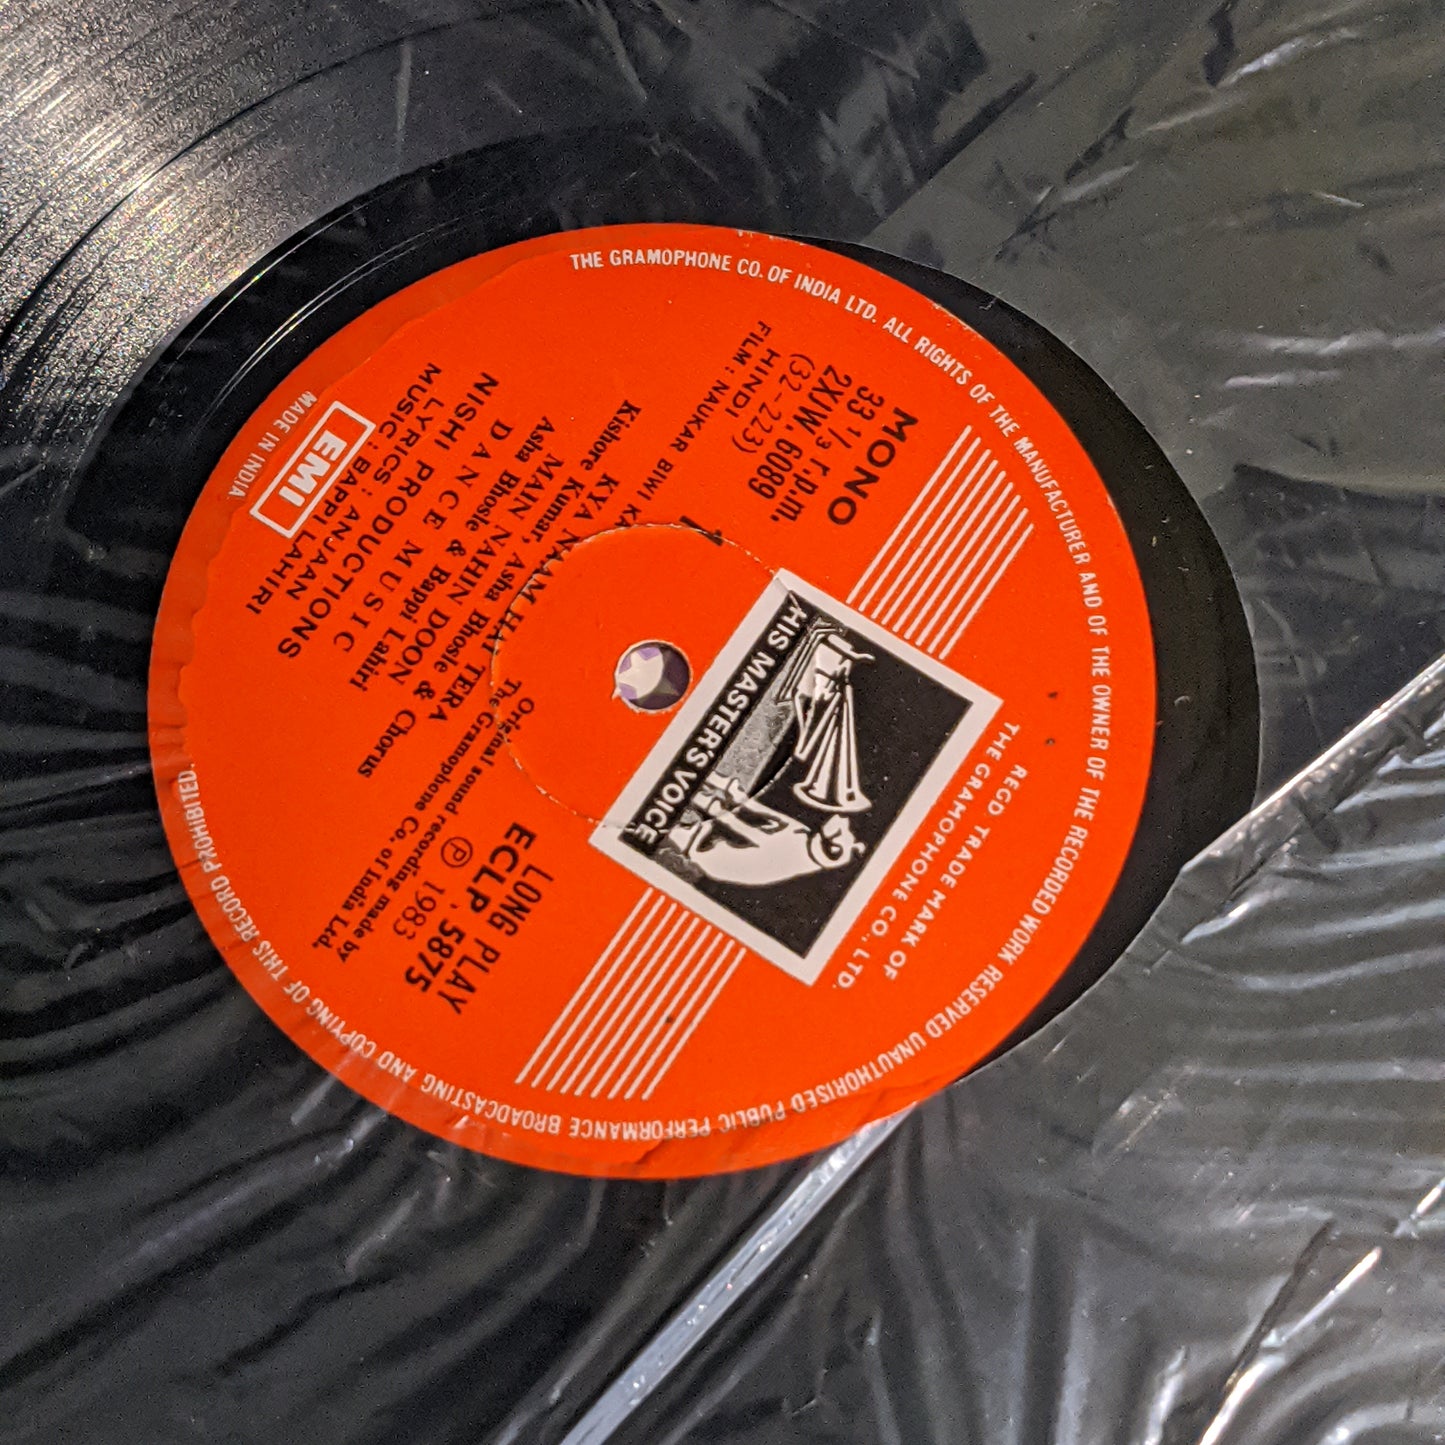 THE GRAMOPHONE CO. OF INDIA LTD. ALL RIGHTS OF THE MANUFACTURER AND OF THE OWNER OF THE RECORDED WORK RESERVED UNAUTHORISED PUBLIC PERFORMANCE BROADCASTING AND COPYING OF THIS RECORD PROHIBITED.
REGD. TRADE MARK OF
THE GRAMOPHONE CO., LTD.
HIS MASTER'S VOICE
MONO
33 1/3 r.p.m.
2XJW. 6089
(32-223)
HINDI
FILM : NAUKAR BIWI KA
1
LONG PLAY
ECLP. 5875
Ⓟ 1983
Original sound recording made by
The Gramophone Co. of India Ltd.
KYA NAAM HAI TERA
Kishore Kumar, Asha Bhosle & Chorus
MAIN NAHIN DOON
Asha Bhosle & Bappi Lahiri
DANCE MUSIC
NISHI PRODUCTIONS
LYRICS : ANJAAN
MUSIC : BAPPI LAHIRI
EMI
MADE IN INDIA